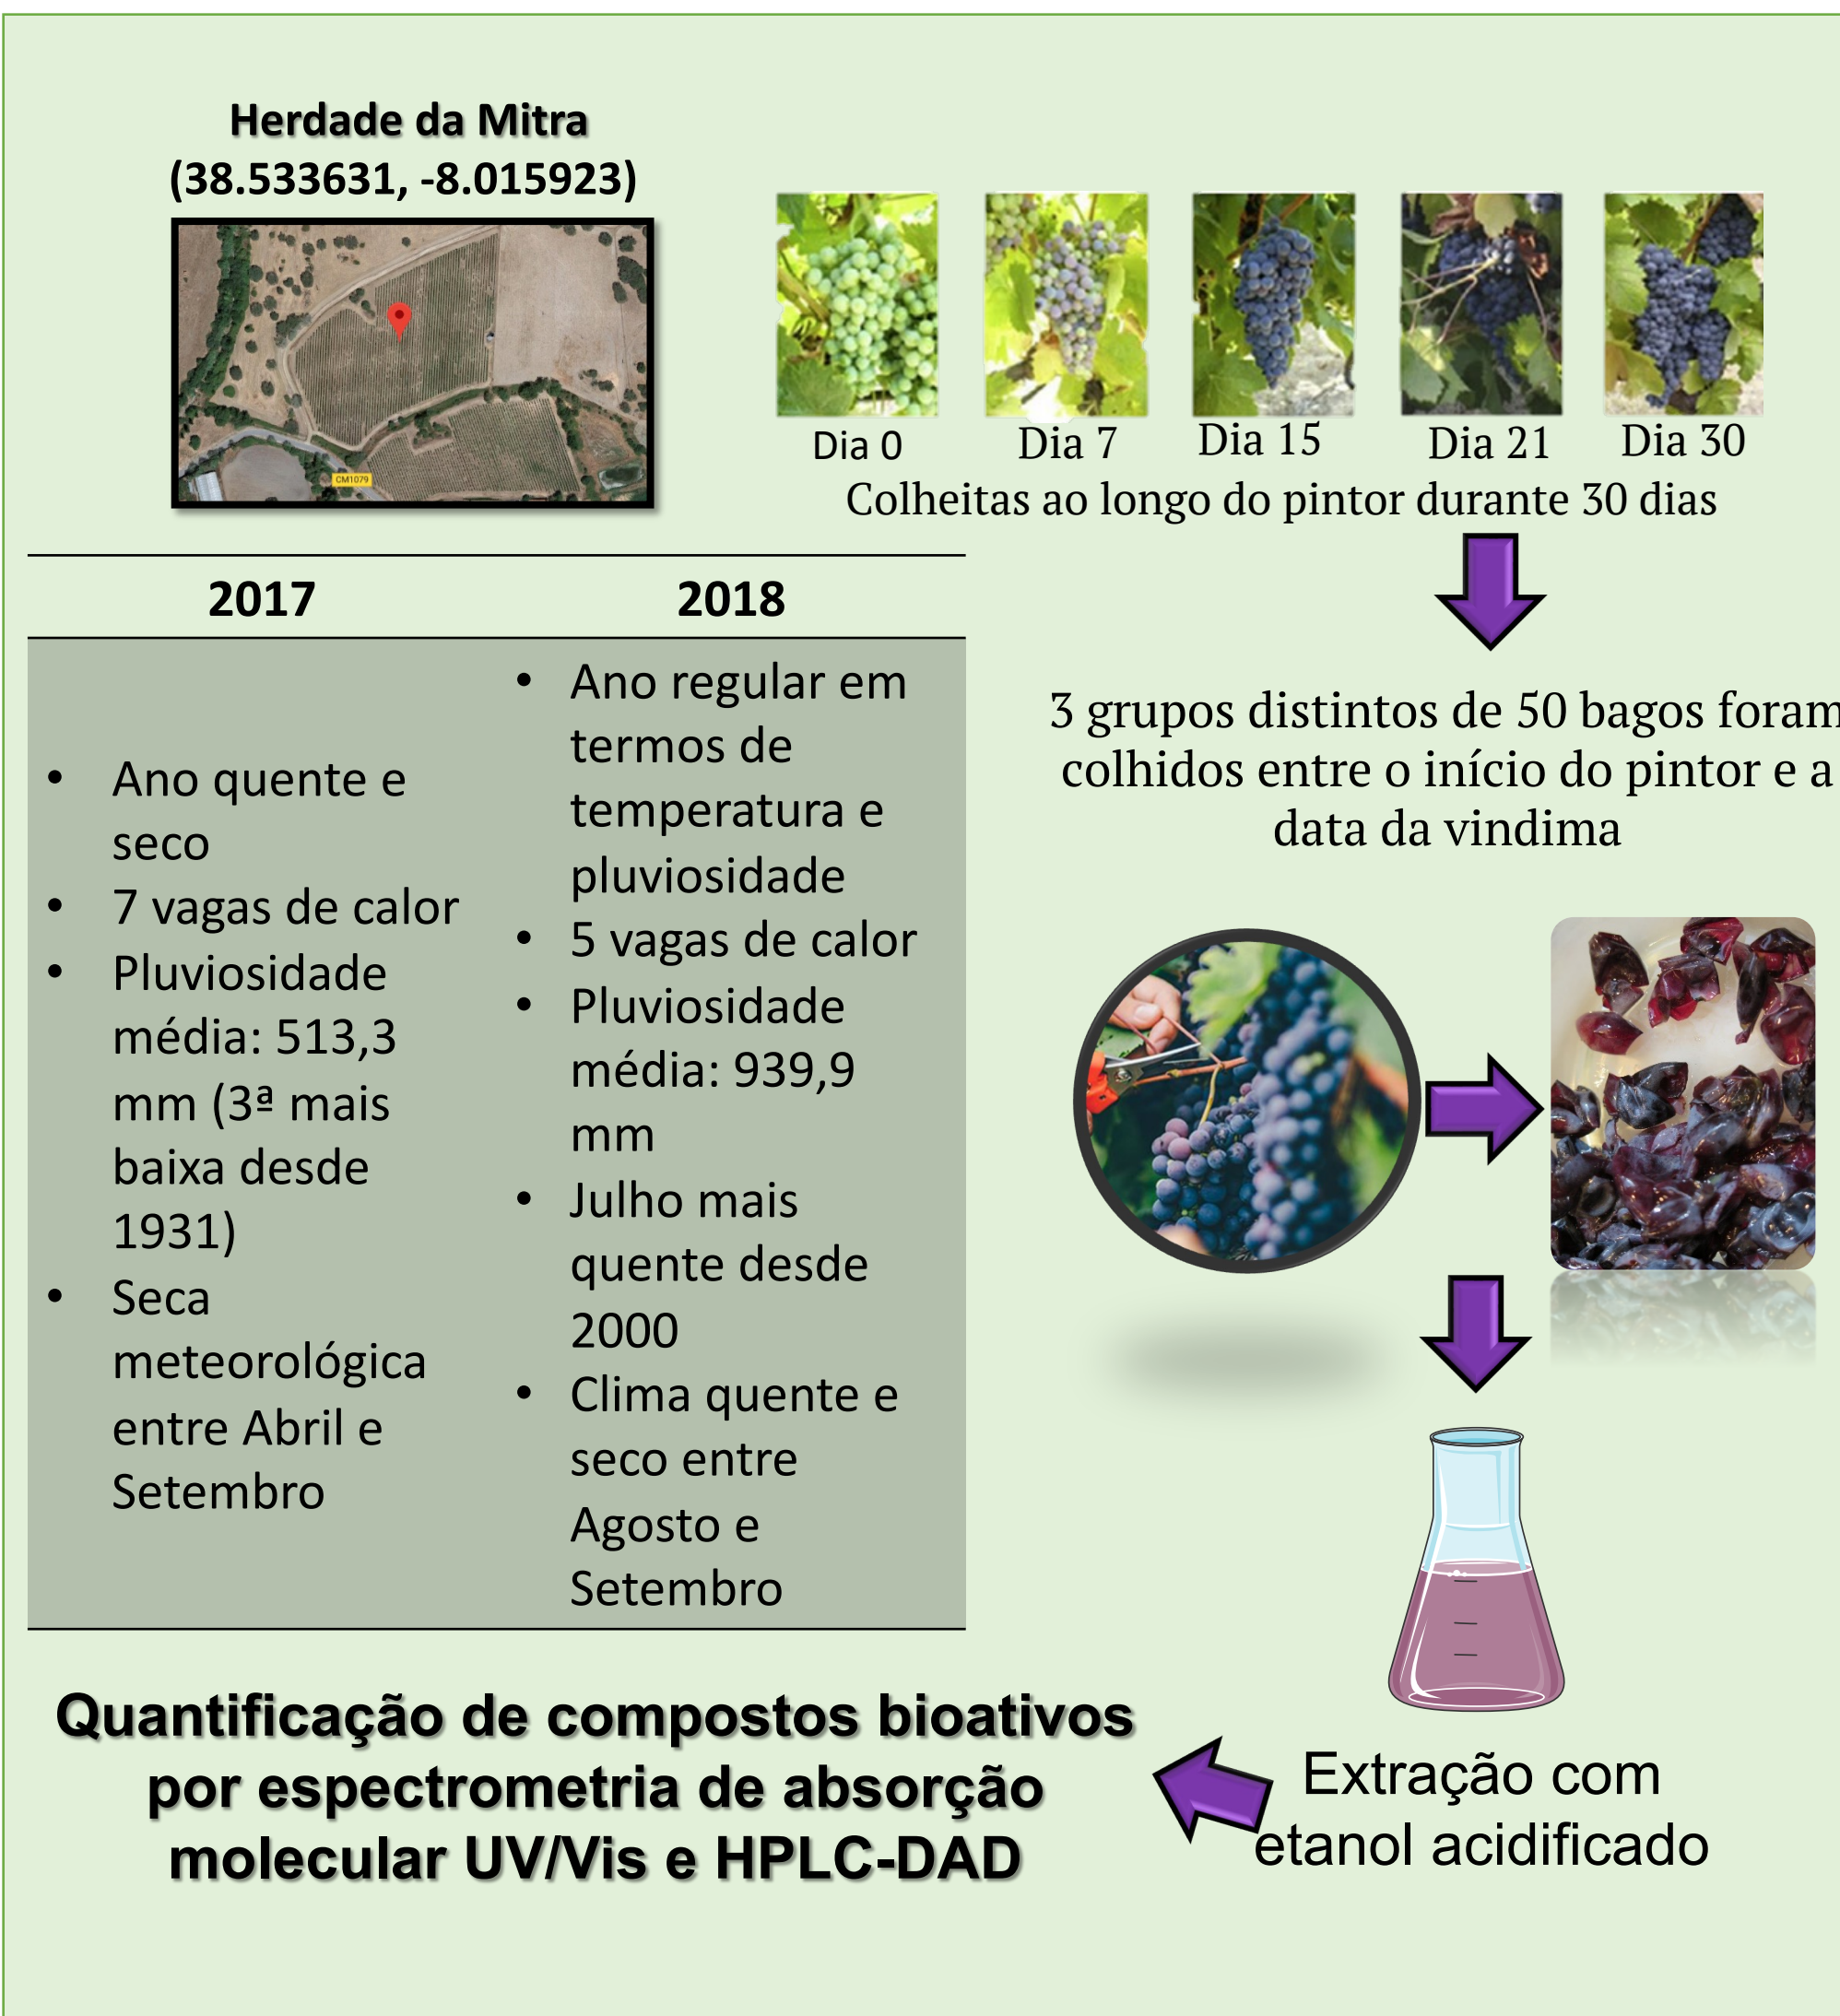 Herdade da Mitra
(38.533631, -8.015923)
CM1079
Dia 0
Dia 7
Dia 15
Dia 21
Dia 30
Colheitas ao longo do pintor durante 30 dias
2017
2018
• Ano quente e
seco
• 7 vagas de calor
• Pluviosidade
média: 513,3
mm (3ª mais
baixa desde
1931)
• Seca
meteorológica
entre Abril e
Setembro
• Ano regular em
termos de
temperatura e
pluviosidade
• 5 vagas de calor
• Pluviosidade
média: 939,9
mm
• Julho mais
quente desde
2000
• Clima quente e
seco entre
Agosto e
Setembro
3 grupos distintos de 50 bagos foram
colhidos entre o início do pintor e a
data da vindima
Extração com
etanol acidificado
Quantificação de compostos bioativos
por espectrometria de absorção
molecular UV/Vis e HPLC-DAD